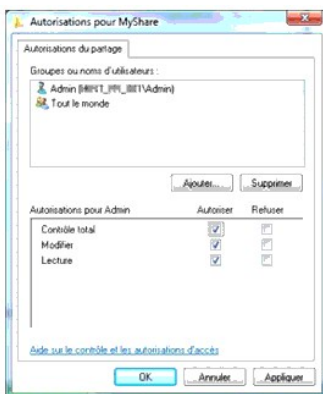 Autorisations pour MyShare
Autorisations du partage
Groupes ou noms d'utilisateurs :
Admin \Admin)
Tout le monde
Ajouter... Supprimer
Autorisations pour Admin Autoriser Refuser
Contrôle total
Modifier
Lecture
Aide sur le contrôle et les autorisations d'accès
OK Annuler Appliquer